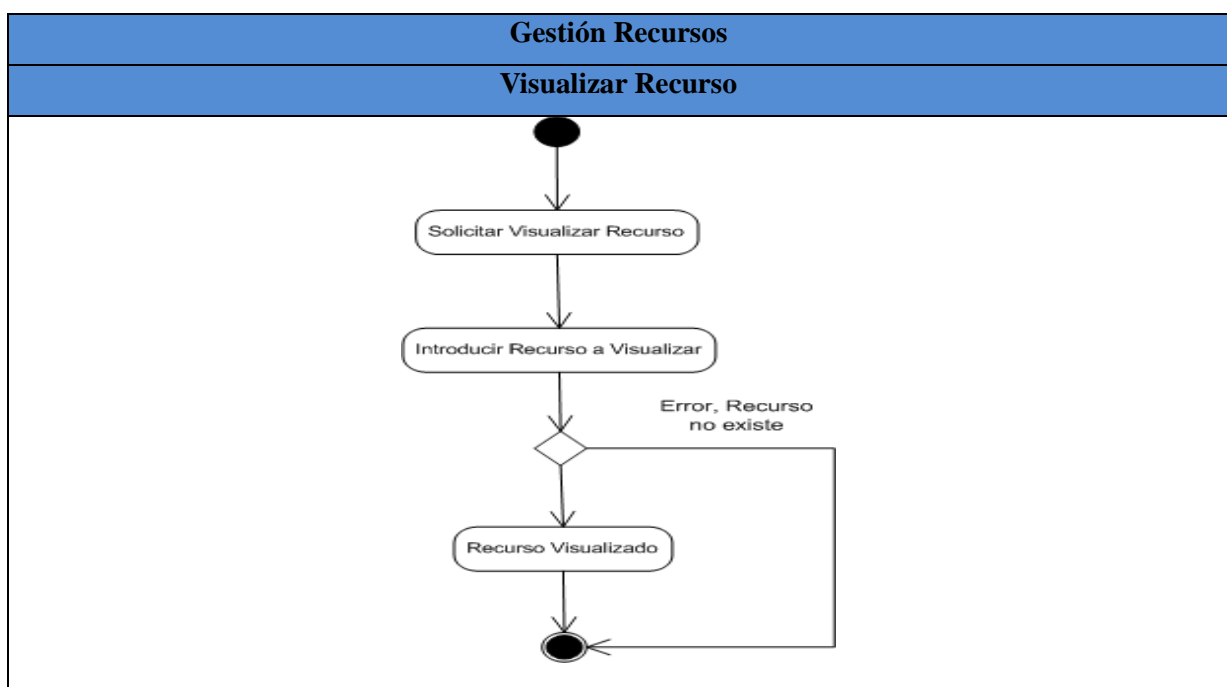 Gestión Recursos
Visualizar Recurso
Solicitar Visualizar Recurso
Introducir Recurso a Visualizar
Error, Recurso
no existe
Recurso Visualizado